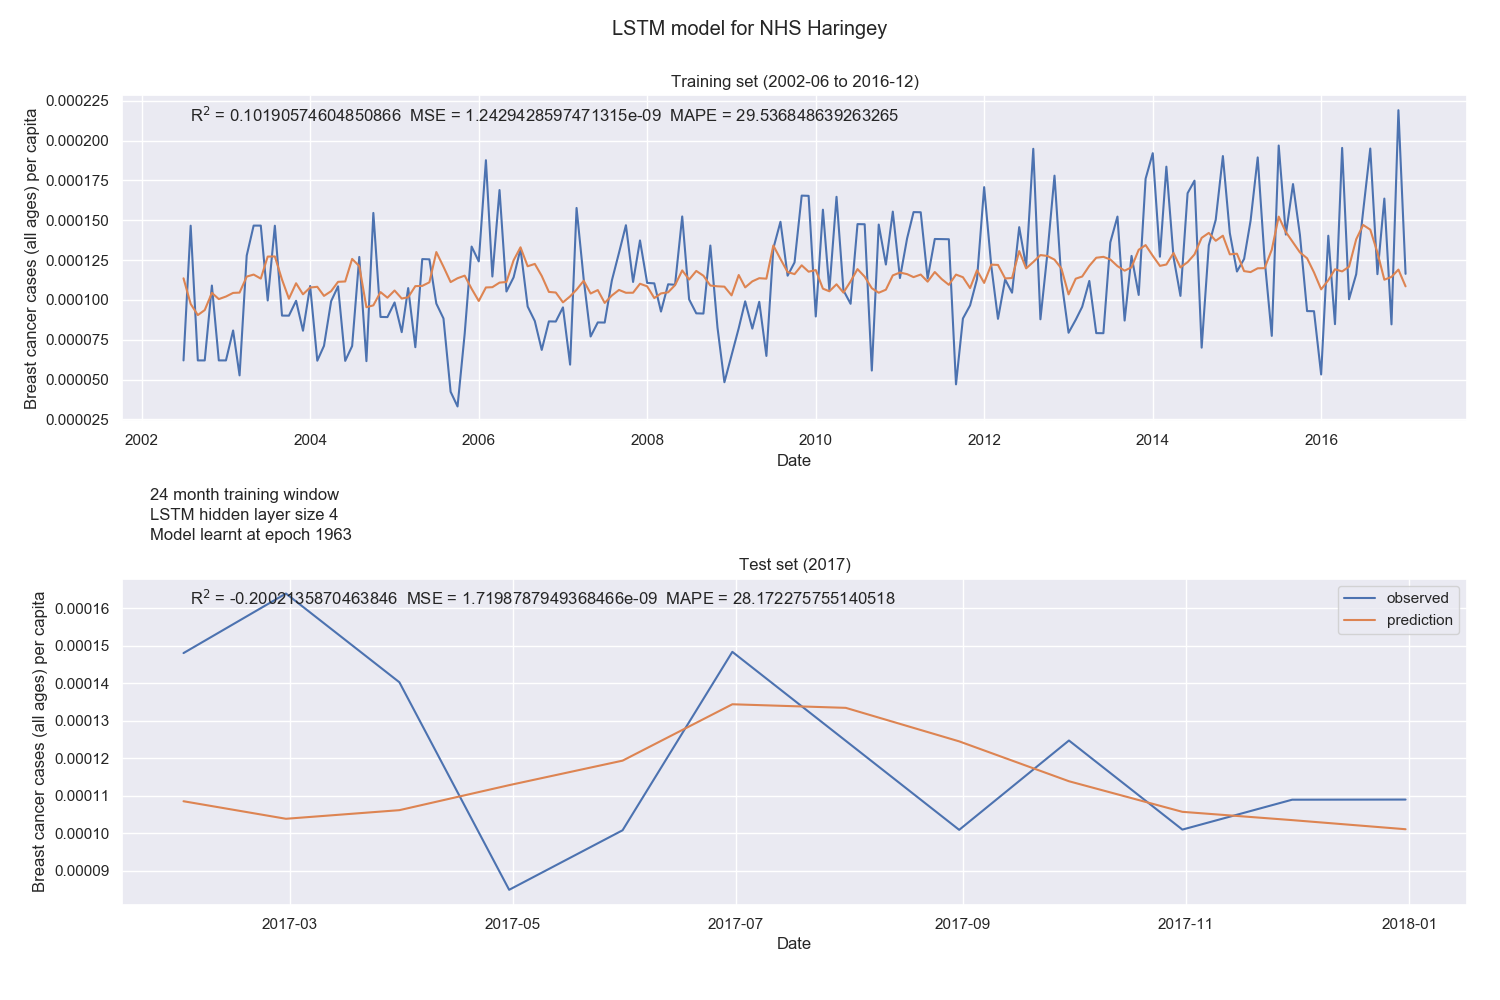 LSTM model for NHS Haringey
Training set (2002-06 to 2016-12)
R² = 0.10190574604850866 MSE = 1.2429428597471315e-09 MAPE = 29.536848639263265
Breast cancer cases (all ages) per capita
0.000225
0.000200
0.000175
0.000150
0.000125
0.000100
0.000075
0.000050
0.000025
2002 2004 2006 2008 2010 2012 2014 2016
Date
24 month training window
LSTM hidden layer size 4
Model learnt at epoch 1963
Test set (2017)
R² = -0.2002135870463846 MSE = 1.7198787949368466e-09 MAPE = 28.172275755140518
observed
prediction
Breast cancer cases (all ages) per capita
0.00016
0.00015
0.00014
0.00013
0.00012
0.00011
0.00010
0.00009
2017-03 2017-05 2017-07 2017-09 2017-11 2018-01
Date